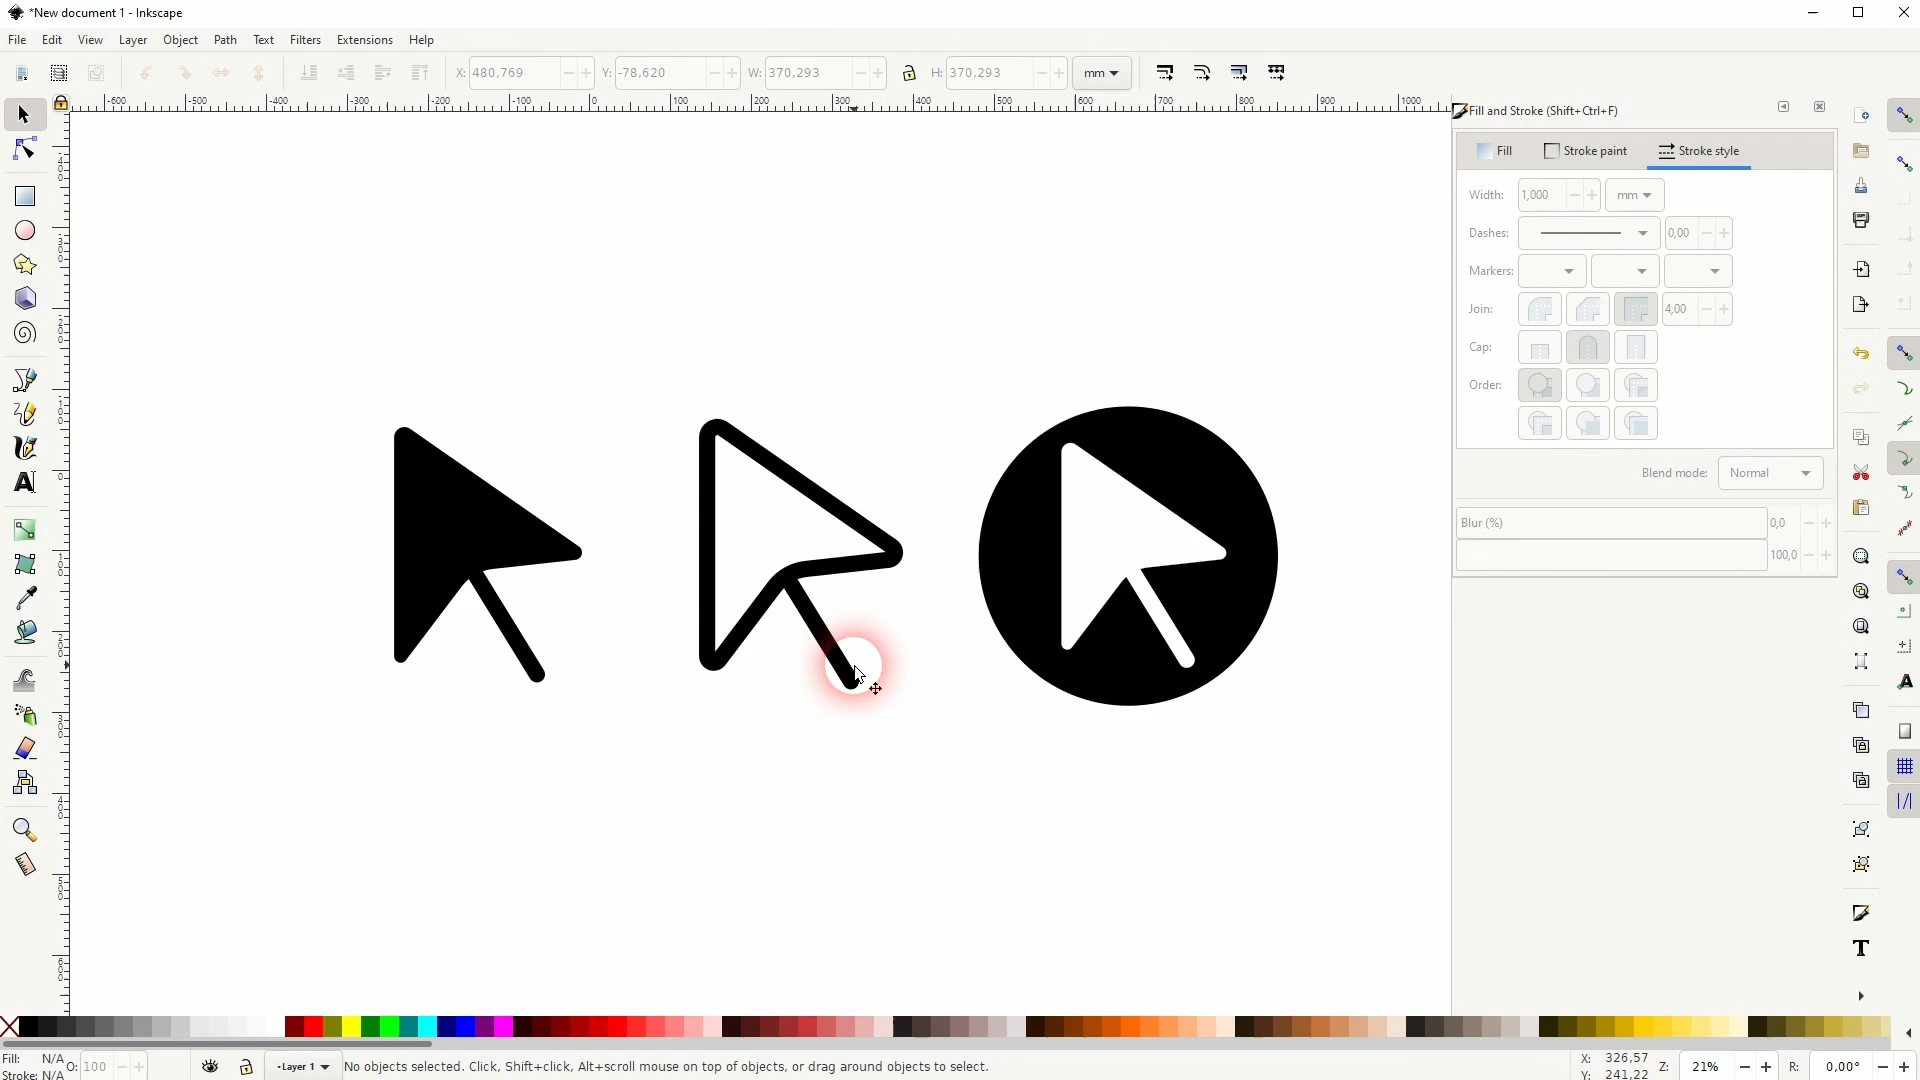 *New document 1 - Inkscape
File Edit View Layer Object Path Text Filters Extensions Help
X: 480,769 Y: -78,620 W: 370,293 H: 370,293 mm
-600 -500 -400 -300 -200 -100 0 100 200 300 400 500 600 700 800 900 1000
Fill and Stroke (Shift+Ctrl+F)
Fill Stroke paint Stroke style
Width: 1,000 mm
Dashes: 0,00
Markers:
Join: 4,00
Cap:
Order:
Blend mode: Normal
Blur (%) 0,0
100,0
Fill: N/A
Stroke: N/A
O: 100
Layer 1
No objects selected. Click, Shift+click, Alt+scroll mouse on top of objects, or drag around objects to select.
X: 326,57
Y: 241,22
Z: 21%
R: 0,00°